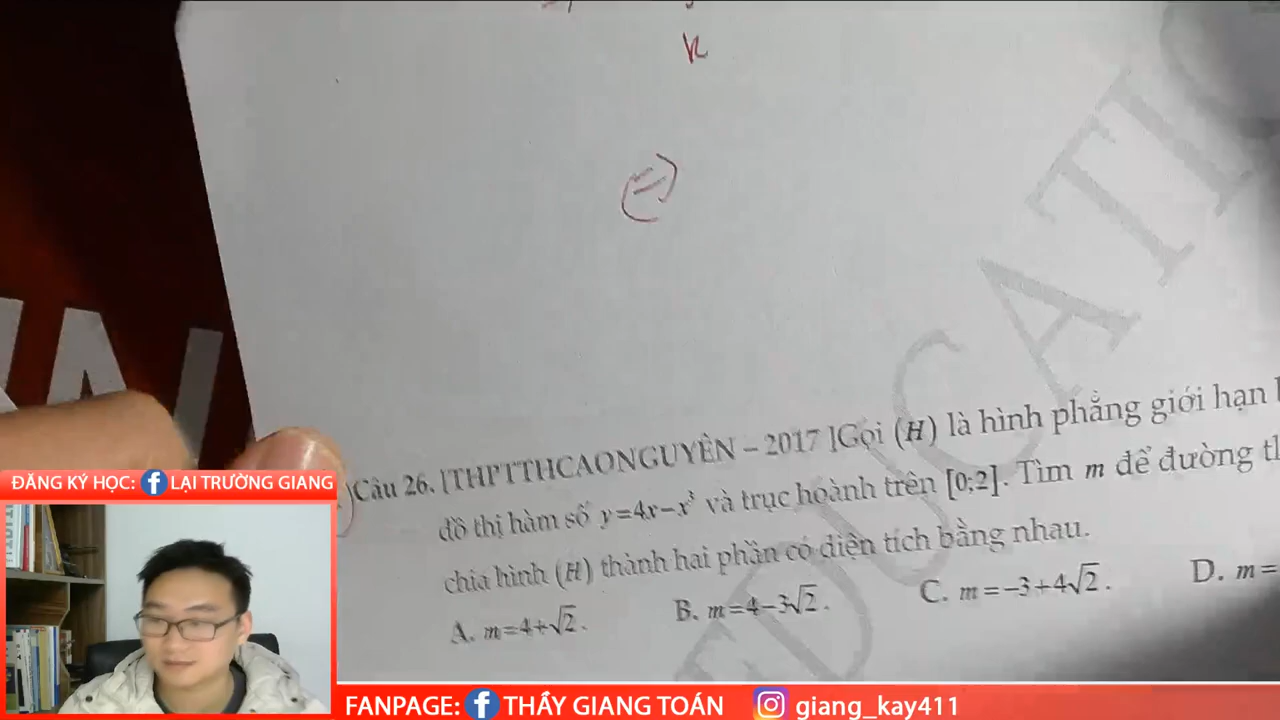 k
Câu 26. [THPTTHCAONGUYÊN – 2017 ]Gọi (H) là hình phẳng giới hạn
đồ thị hàm số y=4x−x³ và trục hoành trên [0;2]. Tìm m để đường
chia hình (H) thành hai phần có diện tích bằng nhau.
A. m=4+√2. B. m=4−3√2. C. m=−3+4√2. D. m=
EDUCATIO
ĐĂNG KÝ HỌC: LẠI TRƯỜNG GIANG
FANPAGE: THẦY GIANG TOÁN giang_kay411